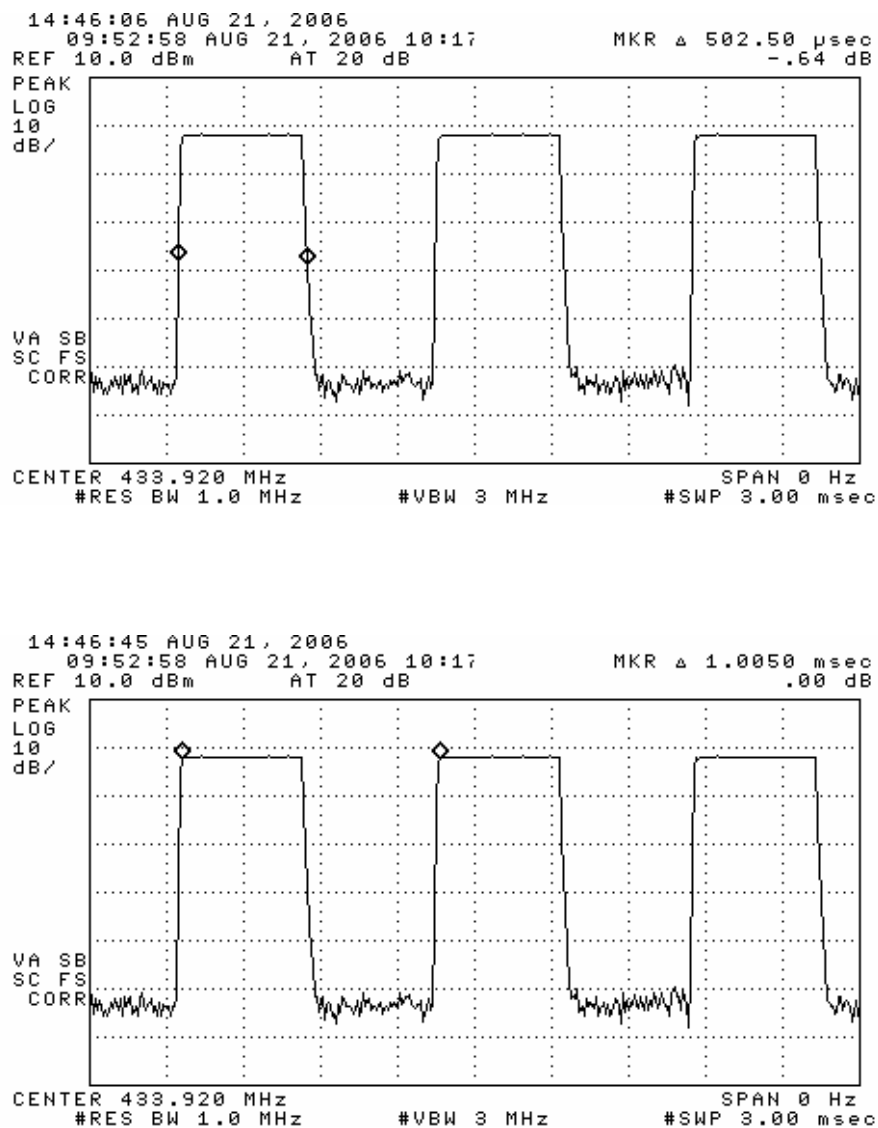 14:46:06 AUG 21, 2006
09:52:58 AUG 21, 2006 10:17 MKR Δ 502.50 µsec
REF 10.0 dBm AT 20 dB -.64 dB
PEAK
LOG
10
dB/
VA SB
SC FS
CORR
CENTER 433.920 MHz SPAN 0 Hz
#RES BW 1.0 MHz #VBW 3 MHz #SWP 3.00 msec
14:46:45 AUG 21, 2006
09:52:58 AUG 21, 2006 10:17 MKR Δ 1.0050 msec
REF 10.0 dBm AT 20 dB .00 dB
PEAK
LOG
10
dB/
VA SB
SC FS
CORR
CENTER 433.920 MHz SPAN 0 Hz
#RES BW 1.0 MHz #VBW 3 MHz #SWP 3.00 msec